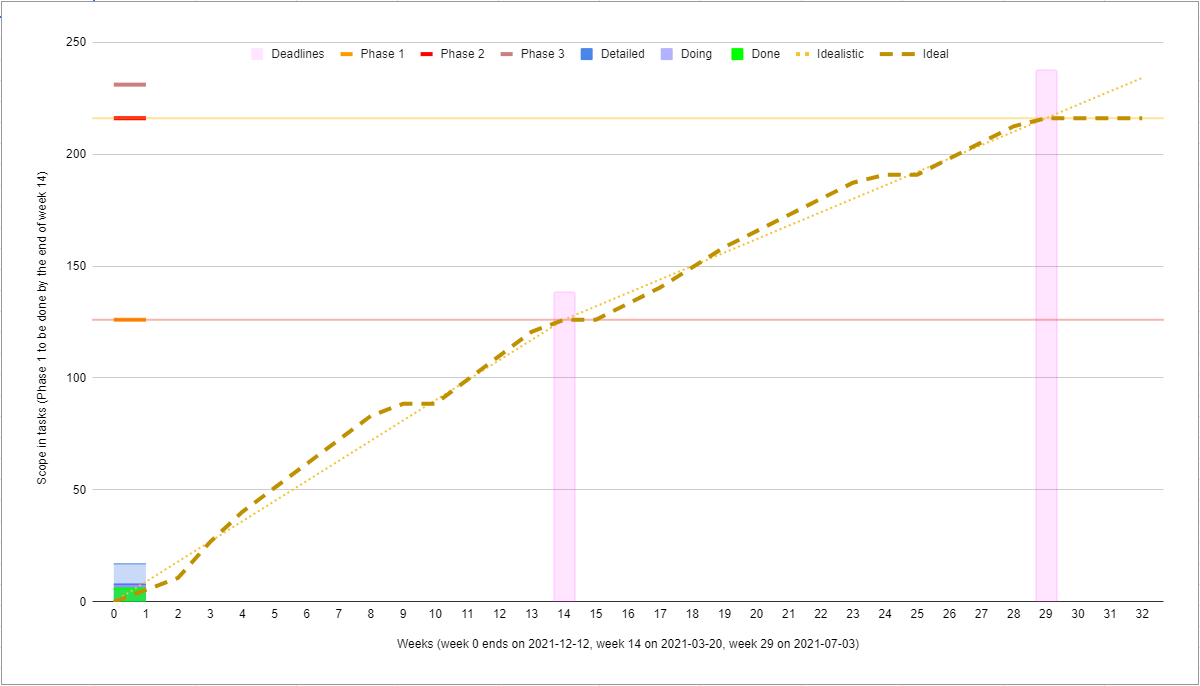 250
Deadlines Phase 1 Phase 2 Phase 3 Detailed Doing Done Idealistic Ideal
200
150
100
50
0
Scope in tasks (Phase 1 to be done by the end of week 14)
0 1 2 3 4 5 6 7 8 9 10 11 12 13 14 15 16 17 18 19 20 21 22 23 24 25 26 27 28 29 30 31 32
Weeks (week 0 ends on 2021-12-12, week 14 on 2021-03-20, week 29 on 2021-07-03)